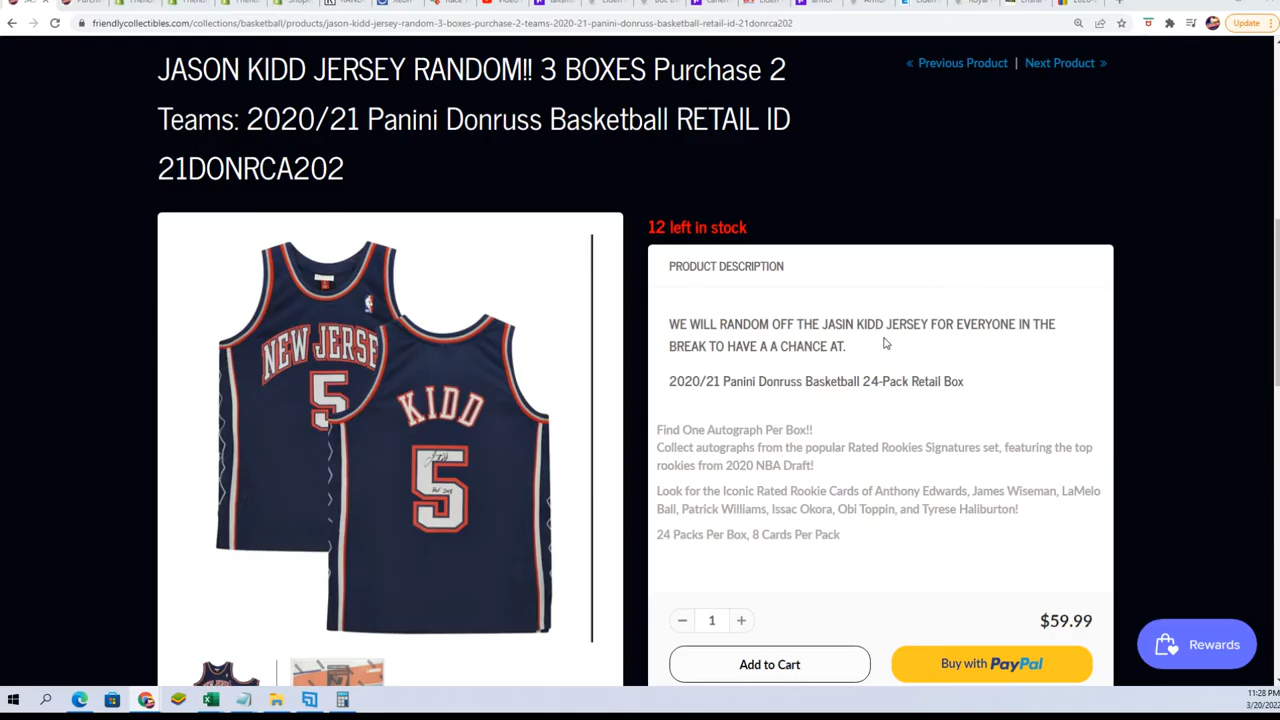 friendlycollectibles.com/collections/basketball/products/jason-kidd-jersey-random-3-boxes-purchase-2-teams-2020-21-panini-donruss-basketball-retail-id-21donrca202
Update
JASON KIDD JERSEY RANDOM!! 3 BOXES Purchase 2
Teams: 2020/21 Panini Donruss Basketball RETAIL ID
21DONRCA202
« Previous Product | Next Product »
12 left in stock
PRODUCT DESCRIPTION
WE WILL RANDOM OFF THE JASIN KIDD JERSEY FOR EVERYONE IN THE
BREAK TO HAVE A A CHANCE AT.
2020/21 Panini Donruss Basketball 24-Pack Retail Box
Find One Autograph Per Box!!
Collect autographs from the popular Rated Rookies Signatures set, featuring the top
rookies from 2020 NBA Draft!
Look for the Iconic Rated Rookie Cards of Anthony Edwards, James Wiseman, LaMelo
Ball, Patrick Williams, Issac Okora, Obi Toppin, and Tyrese Haliburton!
24 Packs Per Box, 8 Cards Per Pack
NEW JERSE
5
KIDD
5
− 1 +
$59.99
Add to Cart
Buy with PayPal
Rewards
11:28 PM